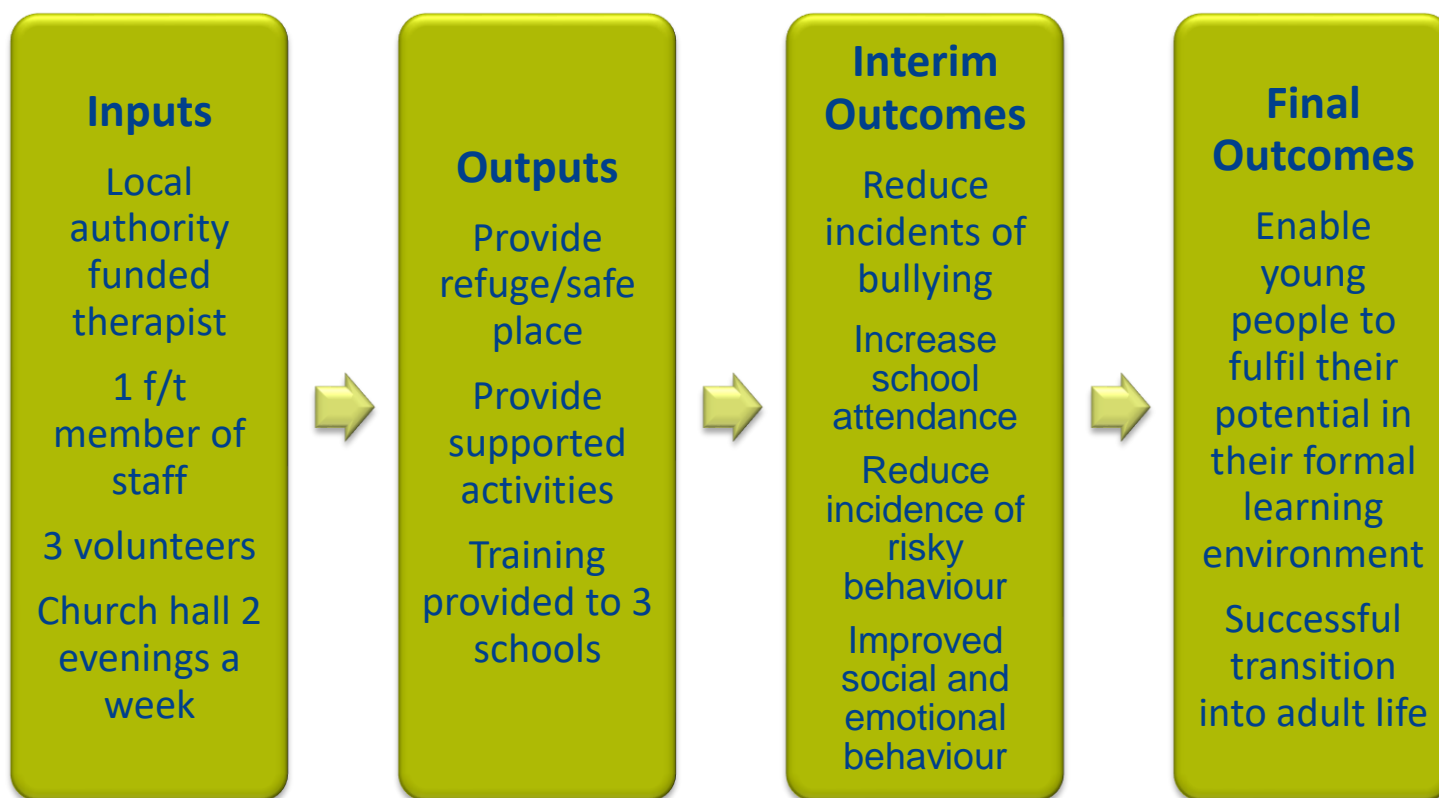 Inputs
Local
authority
funded
therapist
1 f/t
member of
staff
3 volunteers
Church hall 2
evenings a
week
Outputs
Provide
refuge/safe
place
Provide
supported
activities
Training
provided to 3
schools
Interim
Outcomes
Reduce
incidents of
bullying
Increase
school
attendance
Reduce
incidence of
risky
behaviour
Improved
social and
emotional
behaviour
Final
Outcomes
Enable
young
people to
fulfil their
potential in
their formal
learning
environment
Successful
transition
into adult life